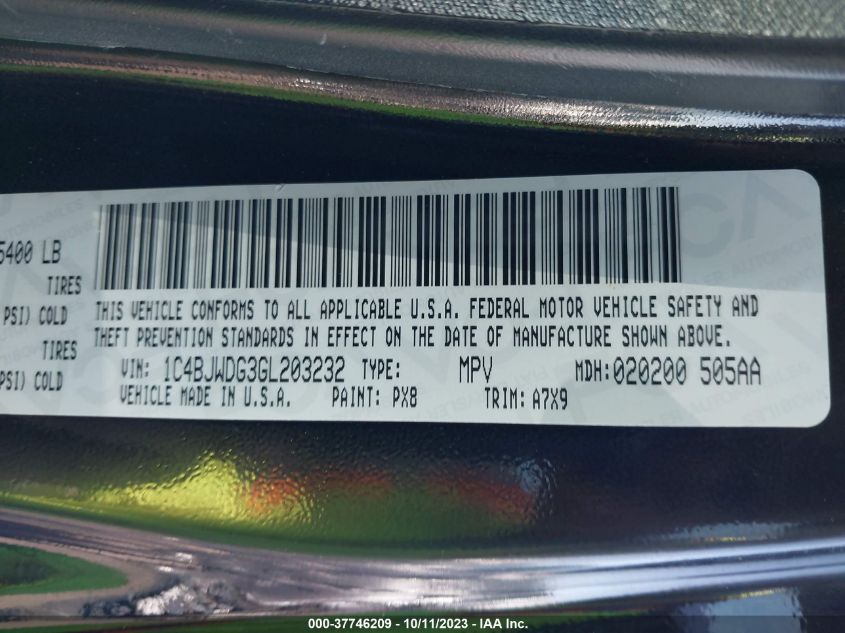 5400 LB
TIRES
PSI) COLD
TIRES
PSI) COLD
THIS VEHICLE CONFORMS TO ALL APPLICABLE U.S.A. FEDERAL MOTOR VEHICLE SAFETY AND
THEFT PREVENTION STANDARDS IN EFFECT ON THE DATE OF MANUFACTURE SHOWN ABOVE.
VIN: 1C4BJWDG3GL203232 TYPE: MPV MDH:020200 505AA
VEHICLE MADE IN U.S.A. PAINT: PX8 TRIM: A7X9
000-37746209 - 10/11/2023 - IAA Inc.